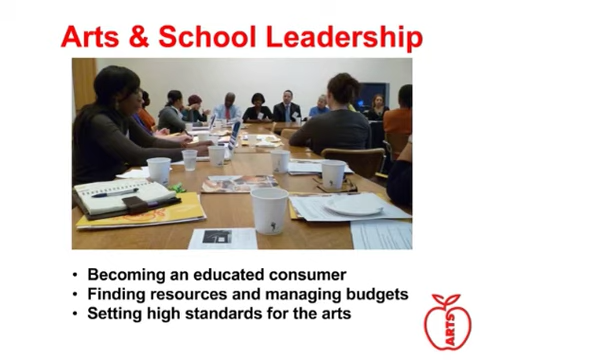 Arts & School Leadership
• Becoming an educated consumer
• Finding resources and managing budgets
• Setting high standards for the arts
ARTS